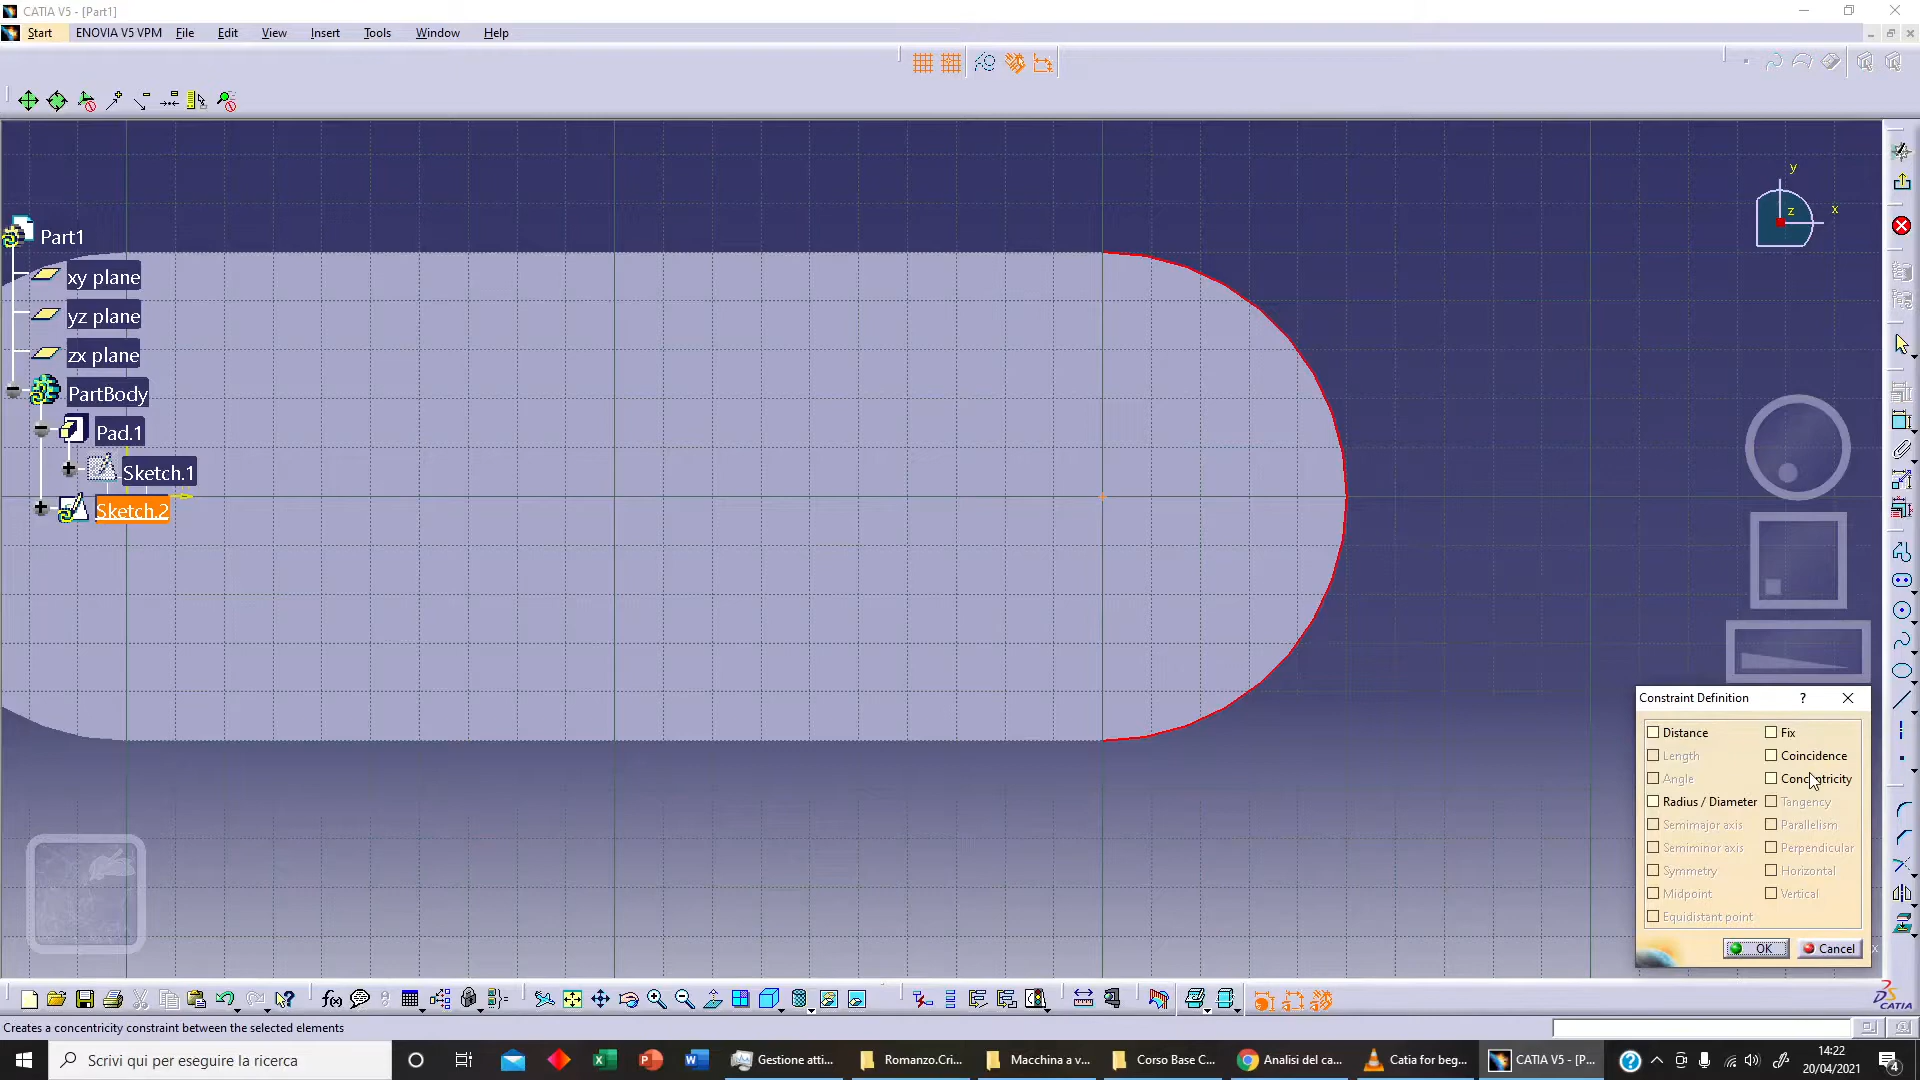 CATIA V5 - [Part1]
Start ENOVIA V5 VPM File Edit View Insert Tools Window Help
y
x
z
Part1
xy plane
yz plane
zx plane
PartBody
Pad.1
Sketch.1
Sketch.2
Constraint Definition ? 
Distance Fix
Length Coincidence
Angle Concentricity
Radius / Diameter Tangency
Semimajor axis Parallelism
Semiminor axis Perpendicular
Symmetry Horizontal
Midpoint Vertical
Equidistant point
OK Cancel
x
f(x)
CATIA
Creates a concentricity constraint between the selected elements
Scrivi qui per eseguire la ricerca
Gestione atti... Romanzo.Cri... Macchina a v... Corso Base C... Analisi del ca... Catia for beg... CATIA V5 - [P...
14:22
20/04/2021
4